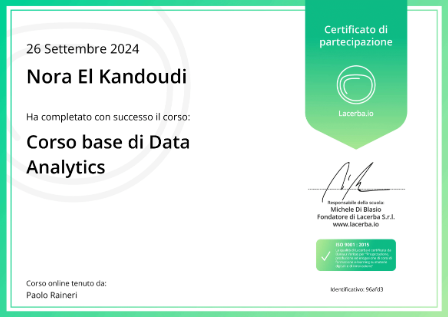 26 Settembre 2024
Nora El Kandoudi
Ha completato con successo il corso:
Corso base di Data
Analytics
Corso online tenuto da:
Paolo Raineri
Certificato di
partecipazione
Lacerba.io
Responsabile della scuola
Michele Di Blasio
Fondatore di Lacerba S.r.l.
www.lacerba.io
ISO 9001 : 2015
Identificativo: 96afd3